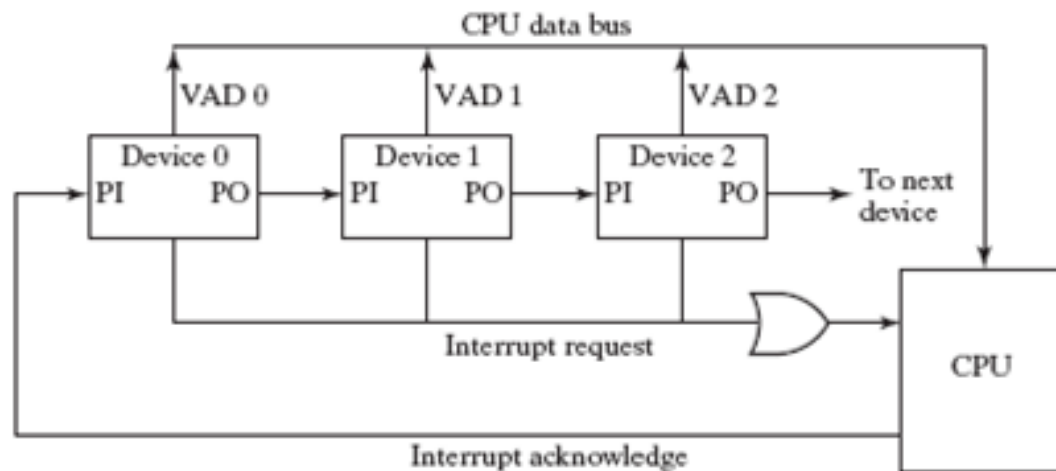 CPU data bus
VAD 0
VAD 1
VAD 2
Device 0
PI PO
Device 1
PI PO
Device 2
PI PO
To next
device
Interrupt request
CPU
Interrupt acknowledge